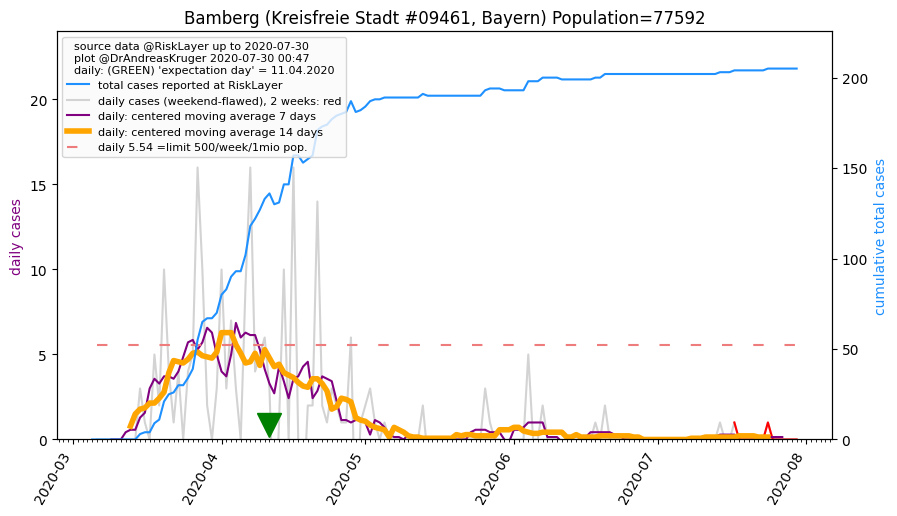 Bamberg (Kreisfreie Stadt #09461, Bayern) Population=77592
source data @RiskLayer up to 2020-07-30
plot @DrAndreasKruger 2020-07-30 00:47
daily: (GREEN) 'expectation day' = 11.04.2020
total cases reported at RiskLayer
daily cases (weekend-flawed), 2 weeks: red
daily: centered moving average 7 days
daily: centered moving average 14 days
daily 5.54 =limit 500/week/1mio pop.
daily cases
20
15
10
5
0
cumulative total cases
200
150
100
50
0
2020-03
2020-04
2020-05
2020-06
2020-07
2020-08